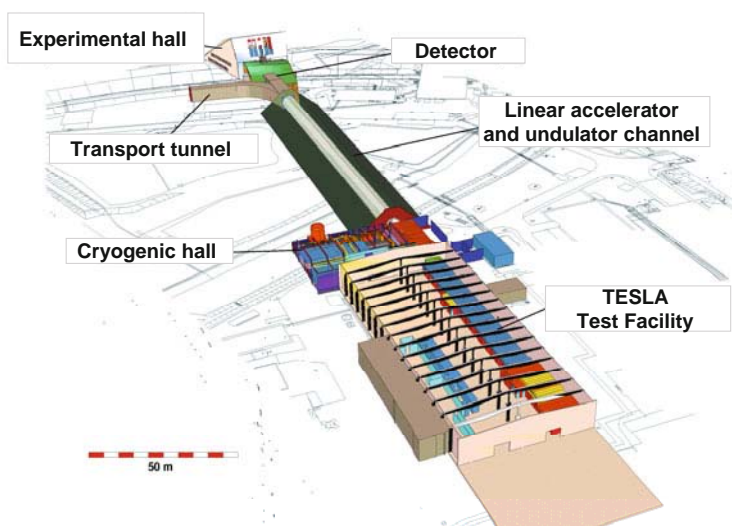 Experimental hall
Detector
Linear accelerator
and undulator channel
Transport tunnel
Cryogenic hall
TESLA
Test Facility
50 m